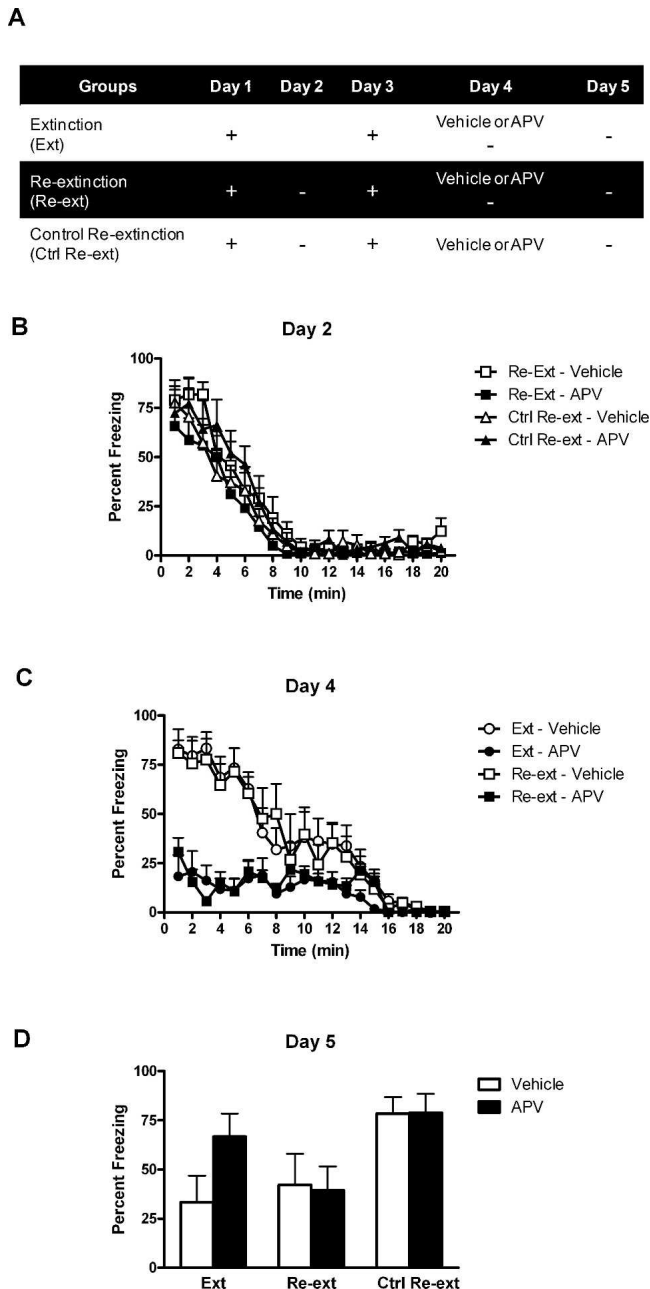 A
Groups Day 1 Day 2 Day 3 Day 4 Day 5
Extinction
(Ext)
+ +
Vehicle or APV
- -
Re-extinction
(Re-ext)
+ - +
Vehicle or APV
- -
Control Re-extinction
(Ctrl Re-ext)
+ - + Vehicle or APV -
B
Day 2
100
75
50
25
0
Percent Freezing
0 2 4 6 8 10 12 14 16 18 20
Time (min)
Re-Ext - Vehicle
Re-Ext - APV
Ctrl Re-ext - Vehicle
Ctrl Re-ext - APV
C
Day 4
100
75
50
25
0
Percent Freezing
0 2 4 6 8 10 12 14 16 18 20
Time (min)
Ext - Vehicle
Ext - APV
Re-ext - Vehicle
Re-ext - APV
D
Day 5
100
75
50
25
0
Percent Freezing
Ext Re-ext Ctrl Re-ext
Vehicle
APV